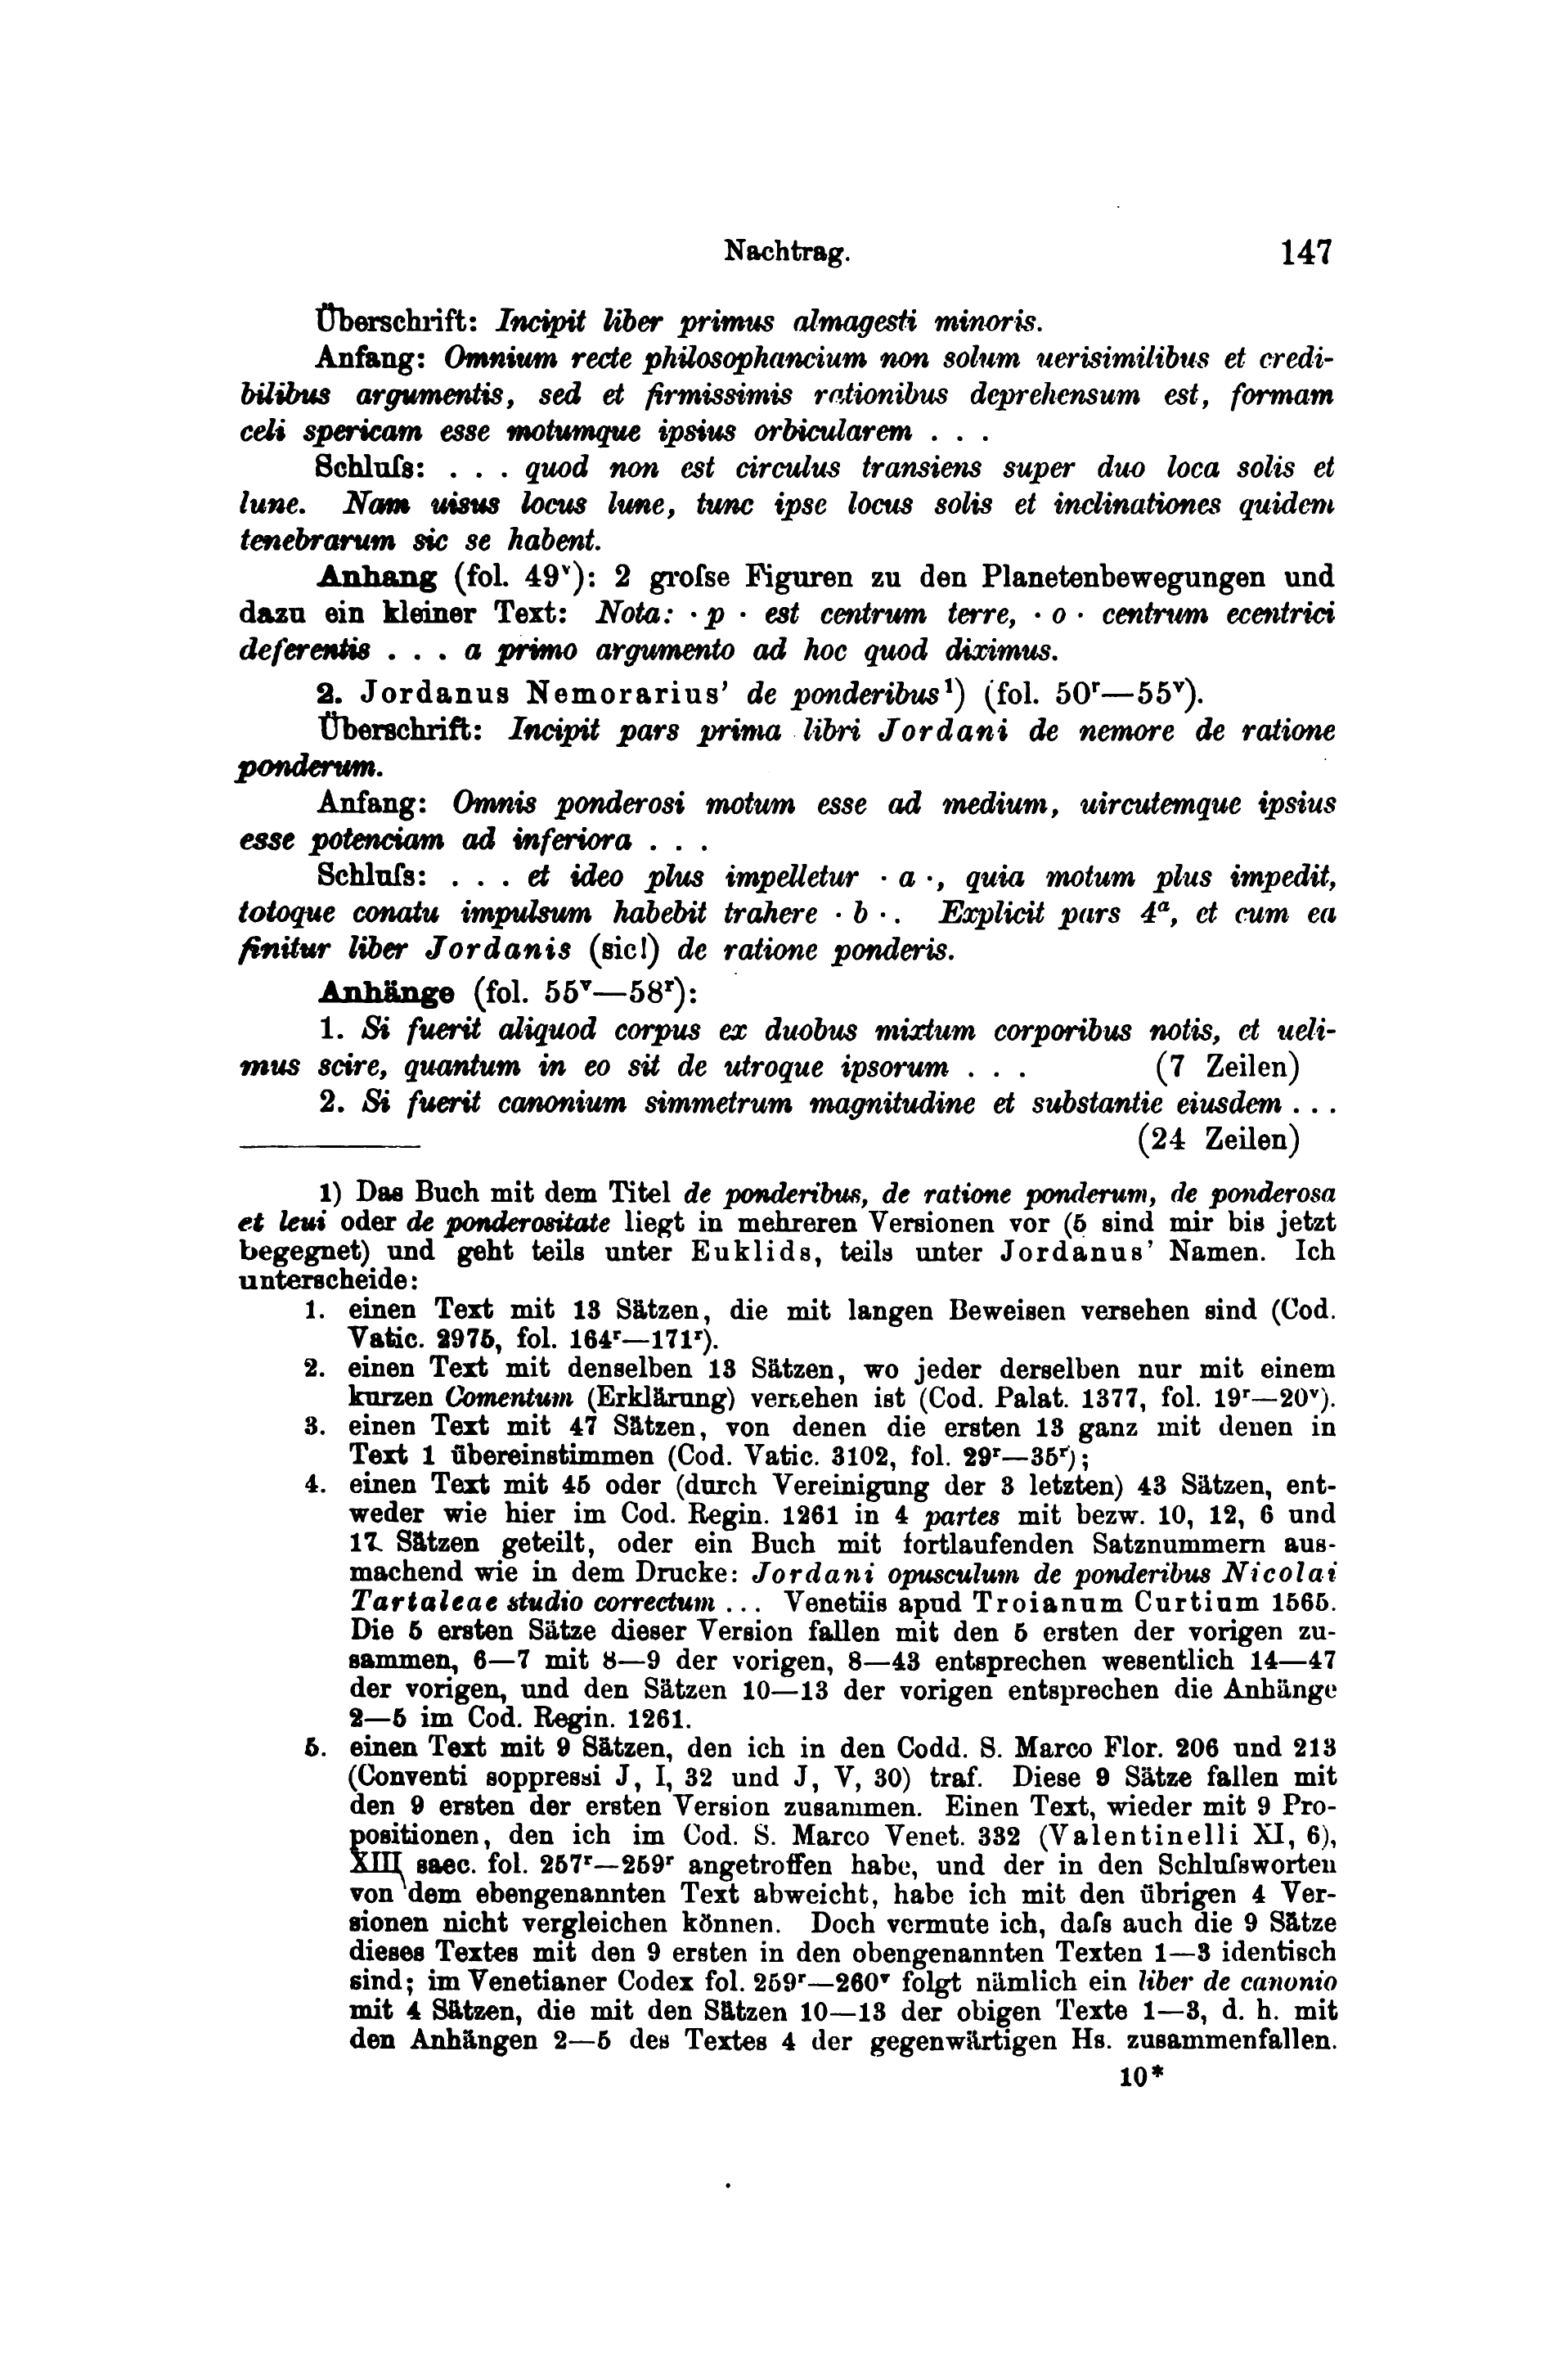 Nachtrag. 147
Überschrift: Incipit liber primus almagesti minoris.
Anfang: Omnium recte philosophancium non solum uerisimilibus et credi-
bilibus argumentis, sed et firmissimis rationibus deprehensum est, formam
celi spericam esse motumque ipsius orbicularem . . .
Schluſs: . . . quod non est circulus transiens super duo loca solis et
lune. Nam uisus locus lune, tunc ipse locus solis et inclinationes quidem
tenebrarum sic se habent.
Anhang (fol. 49ᵛ): 2 groſse Figuren zu den Planetenbewegungen und
dazu ein kleiner Text: Nota: · p · est centrum terre, · o · centrum ecentrici
deferentis . . . a primo argumento ad hoc quod diximus.
2. Jordanus Nemorarius' de ponderibus¹) (fol. 50ʳ—55ᵛ).
Überschrift: Incipit pars prima libri Jordani de nemore de ratione
ponderum.
Anfang: Omnis ponderosi motum esse ad medium, uircutemque ipsius
esse potenciam ad inferiora . . .
Schluſs: . . . et ideo plus impelletur · a ·, quia motum plus impedit,
totoque conatu impulsum habebit trahere · b ·. Explicit pars 4ᵃ, et cum ea
finitur liber Jordanis (sic!) de ratione ponderis.
Anhänge (fol. 55ᵛ—58ʳ):
1. Si fuerit aliquod corpus ex duobus mixtum corporibus notis, et ueli-
mus scire, quantum in eo sit de utroque ipsorum . . . (7 Zeilen)
2. Si fuerit canonium simmetrum magnitudine et substantie eiusdem . . .
(24 Zeilen)
1) Das Buch mit dem Titel de ponderibus, de ratione ponderum, de ponderosa
et leui oder de ponderositate liegt in mehreren Versionen vor (5 sind mir bis jetzt
begegnet) und geht teils unter Euklids, teils unter Jordanus' Namen. Ich
unterscheide:
1. einen Text mit 13 Sätzen, die mit langen Beweisen versehen sind (Cod.
Vatic. 2975, fol. 164ʳ—171ʳ).
2. einen Text mit denselben 13 Sätzen, wo jeder derselben nur mit einem
kurzen Comentum (Erklärung) versehen ist (Cod. Palat. 1377, fol. 19ʳ—20ᵛ).
3. einen Text mit 47 Sätzen, von denen die ersten 13 ganz mit denen in
Text 1 übereinstimmen (Cod. Vatic. 3102, fol. 29ʳ—35ʳ);
4. einen Text mit 45 oder (durch Vereinigung der 3 letzten) 43 Sätzen, ent-
weder wie hier im Cod. Regin. 1261 in 4 partes mit bezw. 10, 12, 6 und
17 Sätzen geteilt, oder ein Buch mit fortlaufenden Satznummern aus-
machend wie in dem Drucke: Jordani opusculum de ponderibus Nicolai
Tartaleae studio correctum ... Venetiis apud Troianum Curtium 1565.
Die 5 ersten Sätze dieser Version fallen mit den 5 ersten der vorigen zu-
sammen, 6—7 mit 8—9 der vorigen, 8—43 entsprechen wesentlich 14—47
der vorigen, und den Sätzen 10—13 der vorigen entsprechen die Anhänge
2—5 im Cod. Regin. 1261.
5. einen Text mit 9 Sätzen, den ich in den Codd. S. Marco Flor. 206 und 213
(Conventi soppressi J, I, 32 und J, V, 30) traf. Diese 9 Sätze fallen mit
den 9 ersten der ersten Version zusammen. Einen Text, wieder mit 9 Pro-
positionen, den ich im Cod. S. Marco Venet. 332 (Valentinelli XI, 6),
XIII saec. fol. 257ʳ—259ʳ angetroffen habe, und der in den Schluſsworten
von dem ebengenannten Text abweicht, habe ich mit den übrigen 4 Ver-
sionen nicht vergleichen können. Doch vermute ich, daſs auch die 9 Sätze
dieses Textes mit den 9 ersten in den obengenannten Texten 1—3 identisch
sind; im Venetianer Codex fol. 259ʳ—260ᵛ folgt nämlich ein liber de canonio
mit 4 Sätzen, die mit den Sätzen 10—13 der obigen Texte 1—3, d. h. mit
den Anhängen 2—5 des Textes 4 der gegenwärtigen Hs. zusammenfallen.
10*